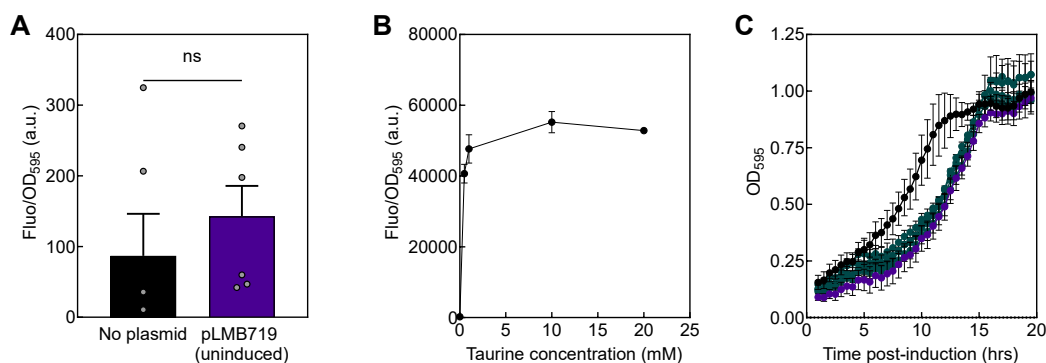 A
400
300
200
100
0
Fluo/OD595 (a.u.)
ns
No plasmid
pLMB719
(uninduced)
B
80000
60000
40000
20000
0
Fluo/OD595 (a.u.)
0 5 10 15 20 25
Taurine concentration (mM)
C
1.25
1.00
0.75
0.50
0.25
0.00
OD595
0 5 10 15 20
Time post-induction (hrs)